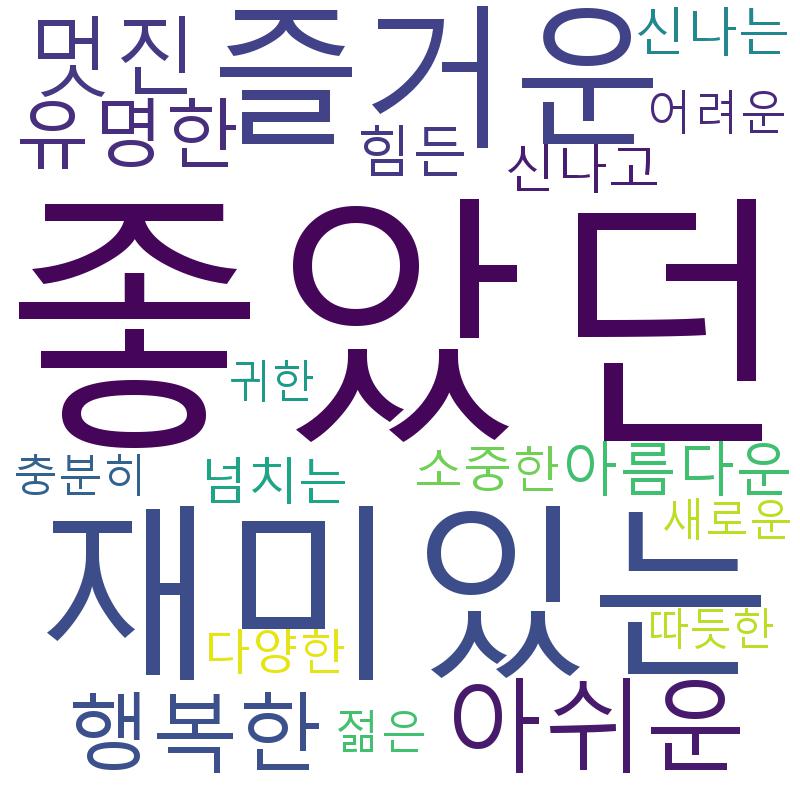 멋진 즐거운 신나는
유명한 힘든 어려운
신나고
좋았던
귀한
충분히 넘치는 소중한 아름다운
재미있는 새로운
다양한 따듯한
행복한 젊은 아쉬운